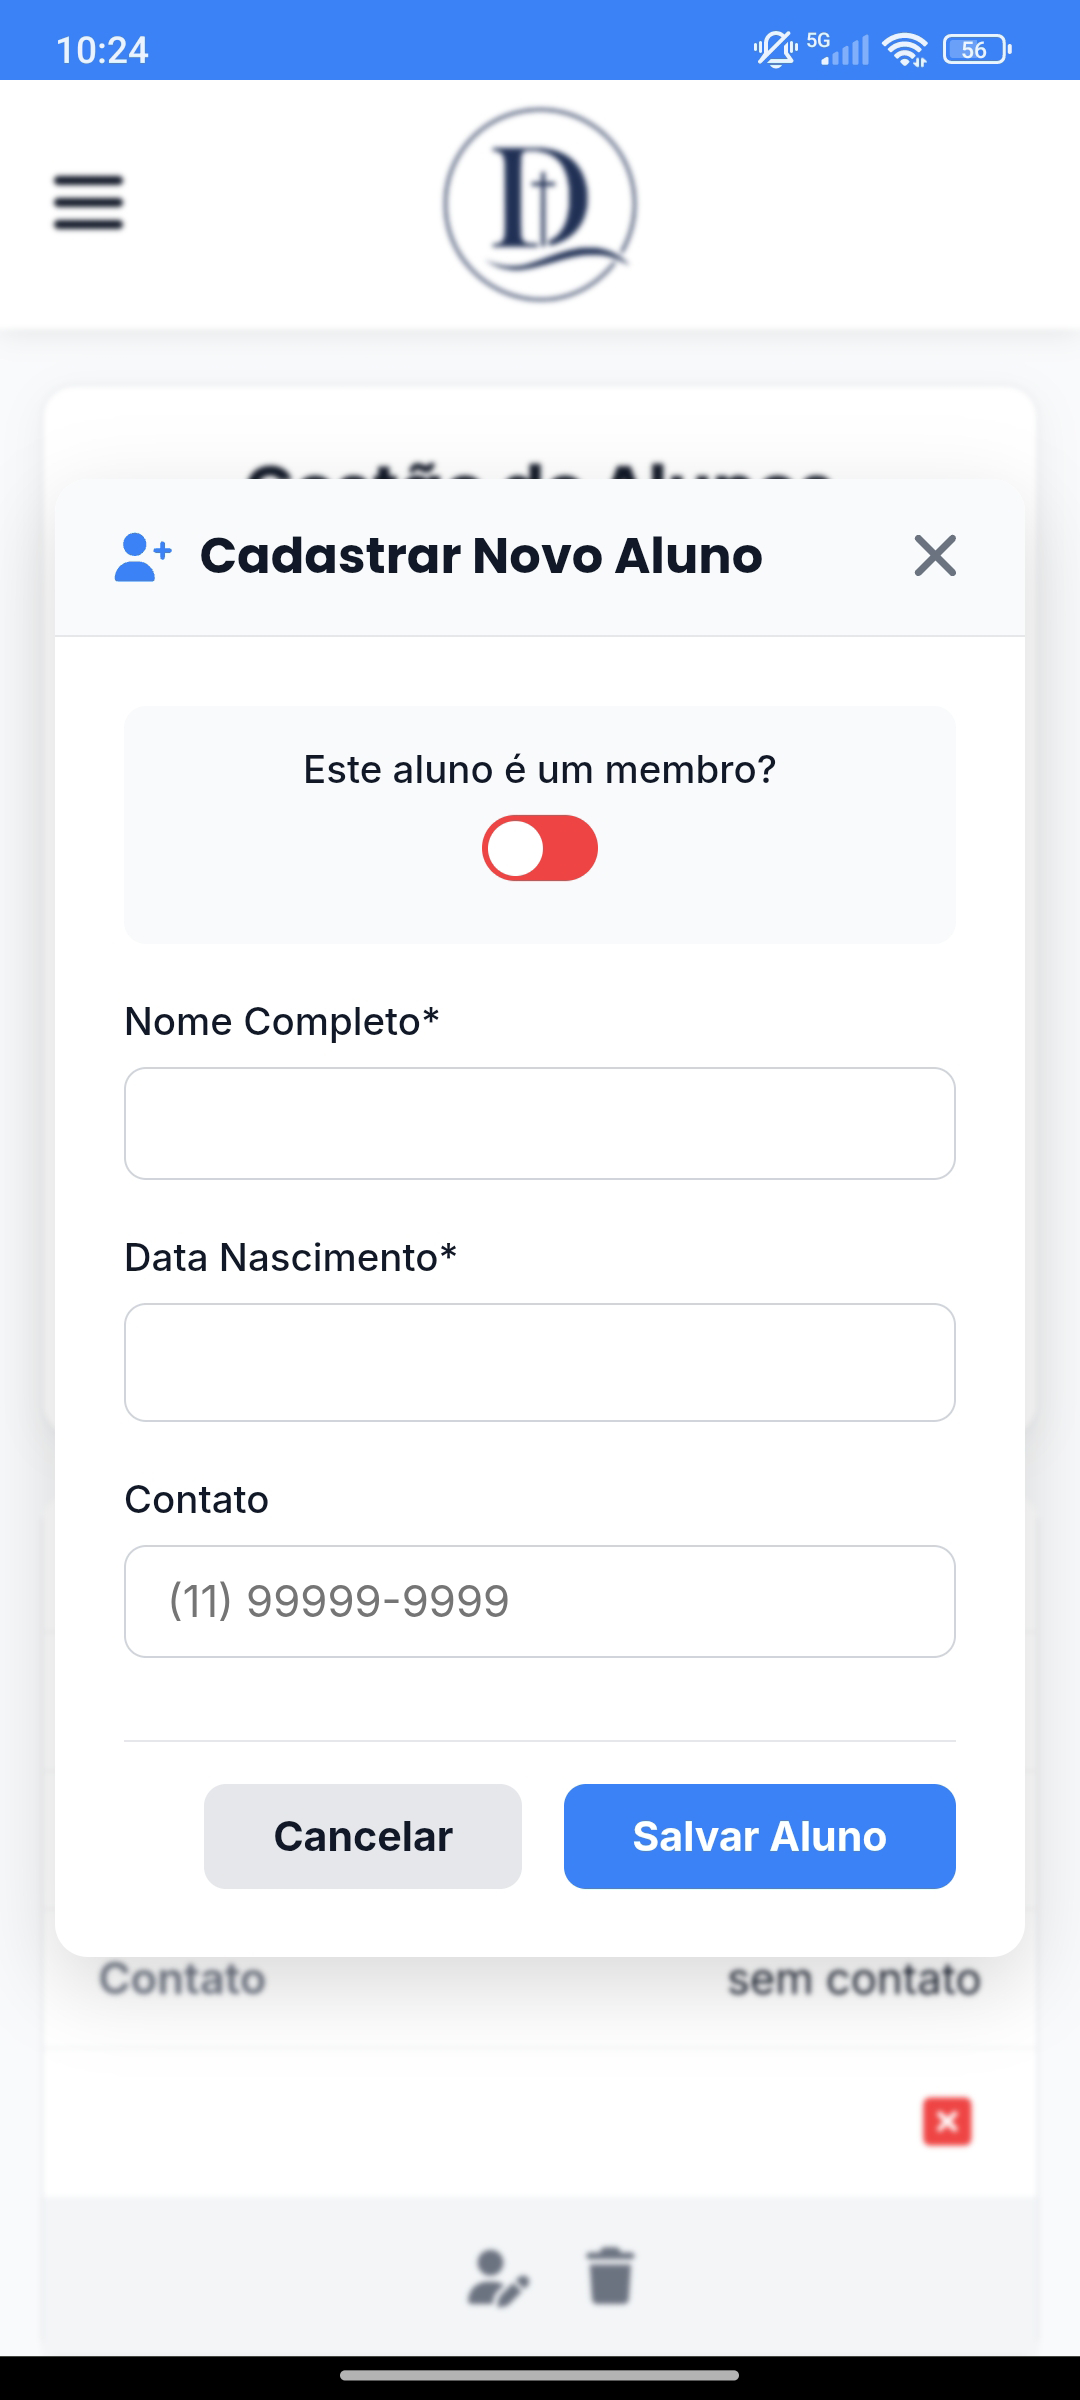 10:24
5G
56
D
Gestão de Alunos
Cadastrar Novo Aluno
Este aluno é um membro?
Nome Completo*
Data Nascimento*
Contato
(11) 99999-9999
Cancelar
Salvar Aluno
Contato
sem contato